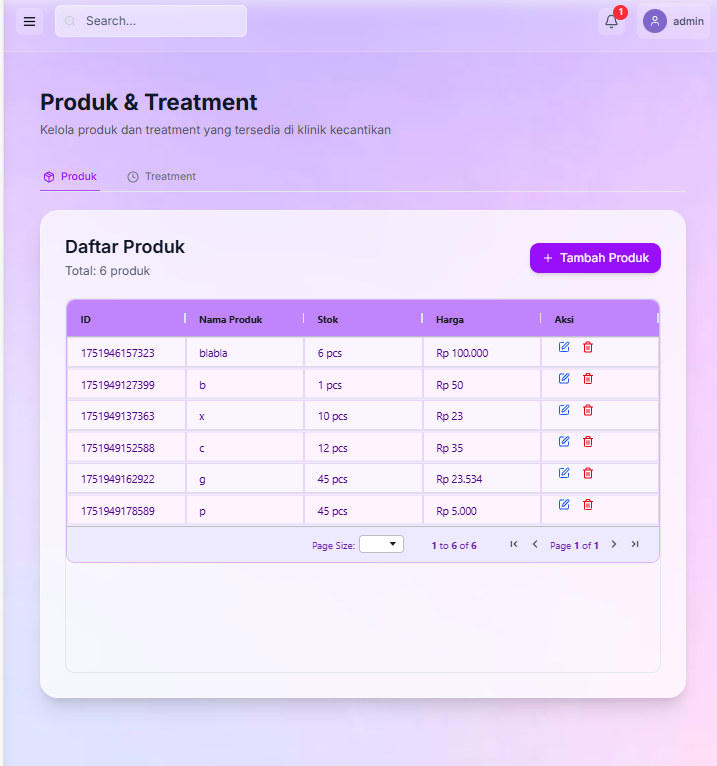 Search... 1 admin
Produk & Treatment
Kelola produk dan treatment yang tersedia di klinik kecantikan
Produk Treatment
Daftar Produk
Total: 6 produk
+ Tambah Produk
ID Nama Produk Stok Harga Aksi
1751946157323 blabla 6 pcs Rp 100.000
1751949127399 b 1 pcs Rp 50
1751949137363 x 10 pcs Rp 23
1751949152588 c 12 pcs Rp 35
1751949162922 g 45 pcs Rp 23.534
1751949178589 p 45 pcs Rp 5.000
Page Size: 1 to 6 of 6 Page 1 of 1